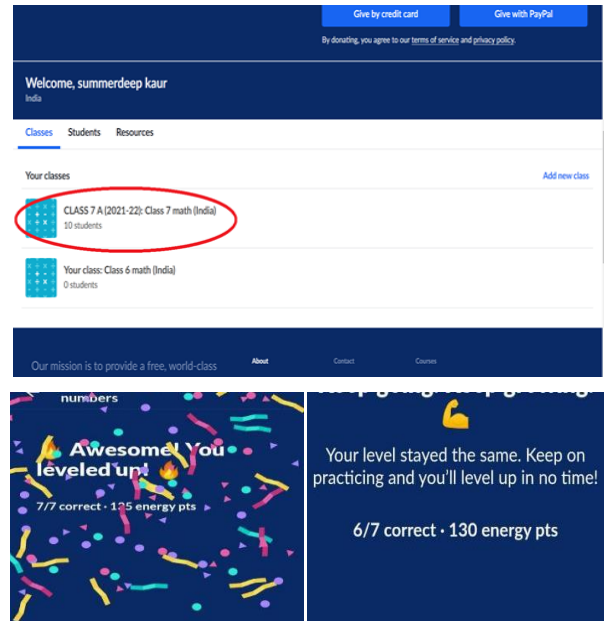 Give by credit card
Give with PayPal
By donating, you agree to our terms of service and privacy policy.
Welcome, summerdeep kaur
India
Classes Students Resources
Your classes
Add new class
CLASS 7 A (2021-22): Class 7 math (India)
10 students
Your class: Class 6 math (India)
0 students
Our mission is to provide a free, world-class
About
Contact
Courses
numbers
🔥 Awesome! You
leveled up! 🔥
7/7 correct · 135 energy pts
💪
Your level stayed the same. Keep on
practicing and you'll level up in no time!
6/7 correct · 130 energy pts